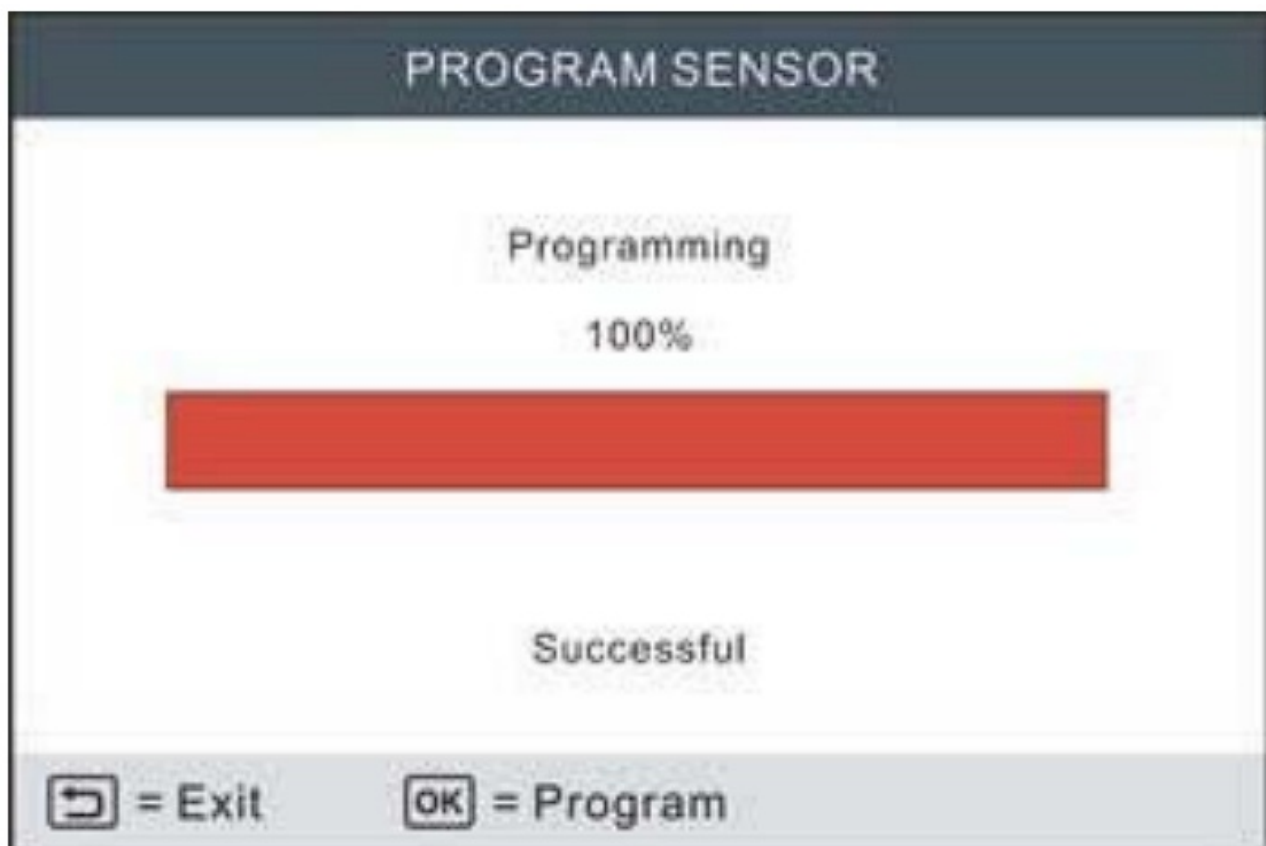 PROGRAM SENSOR
Programming
100%
Successful
= Exit OK = Program